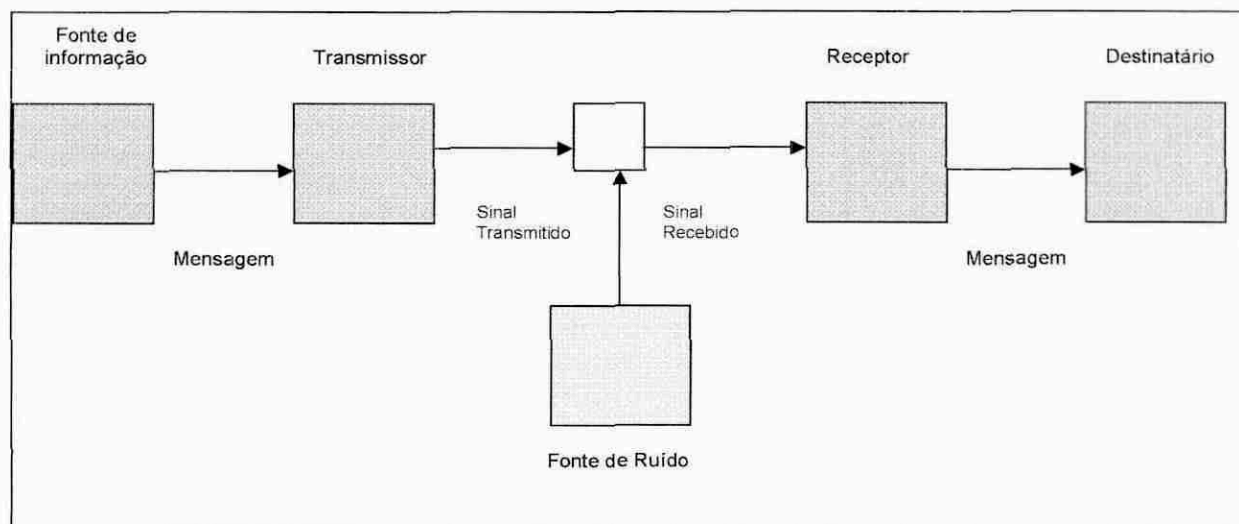 Fonte de
informação
Transmissor
Receptor
Destinatário
Sinal
Transmitido
Sinal
Recebido
Mensagem
Mensagem
Fonte de Ruído